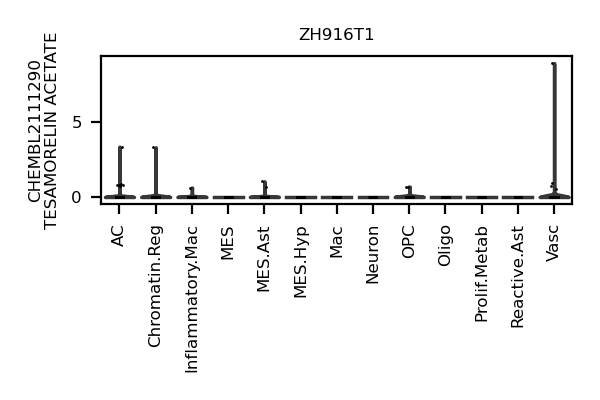 ZH916T1
CHEMBL2111290
TESAMORELIN ACETATE
5
0
AC
Chromatin.Reg
Inflammatory.Mac
MES
MES.Ast
MES.Hyp
Mac
Neuron
OPC
Oligo
Prolif.Metab
Reactive.Ast
Vasc